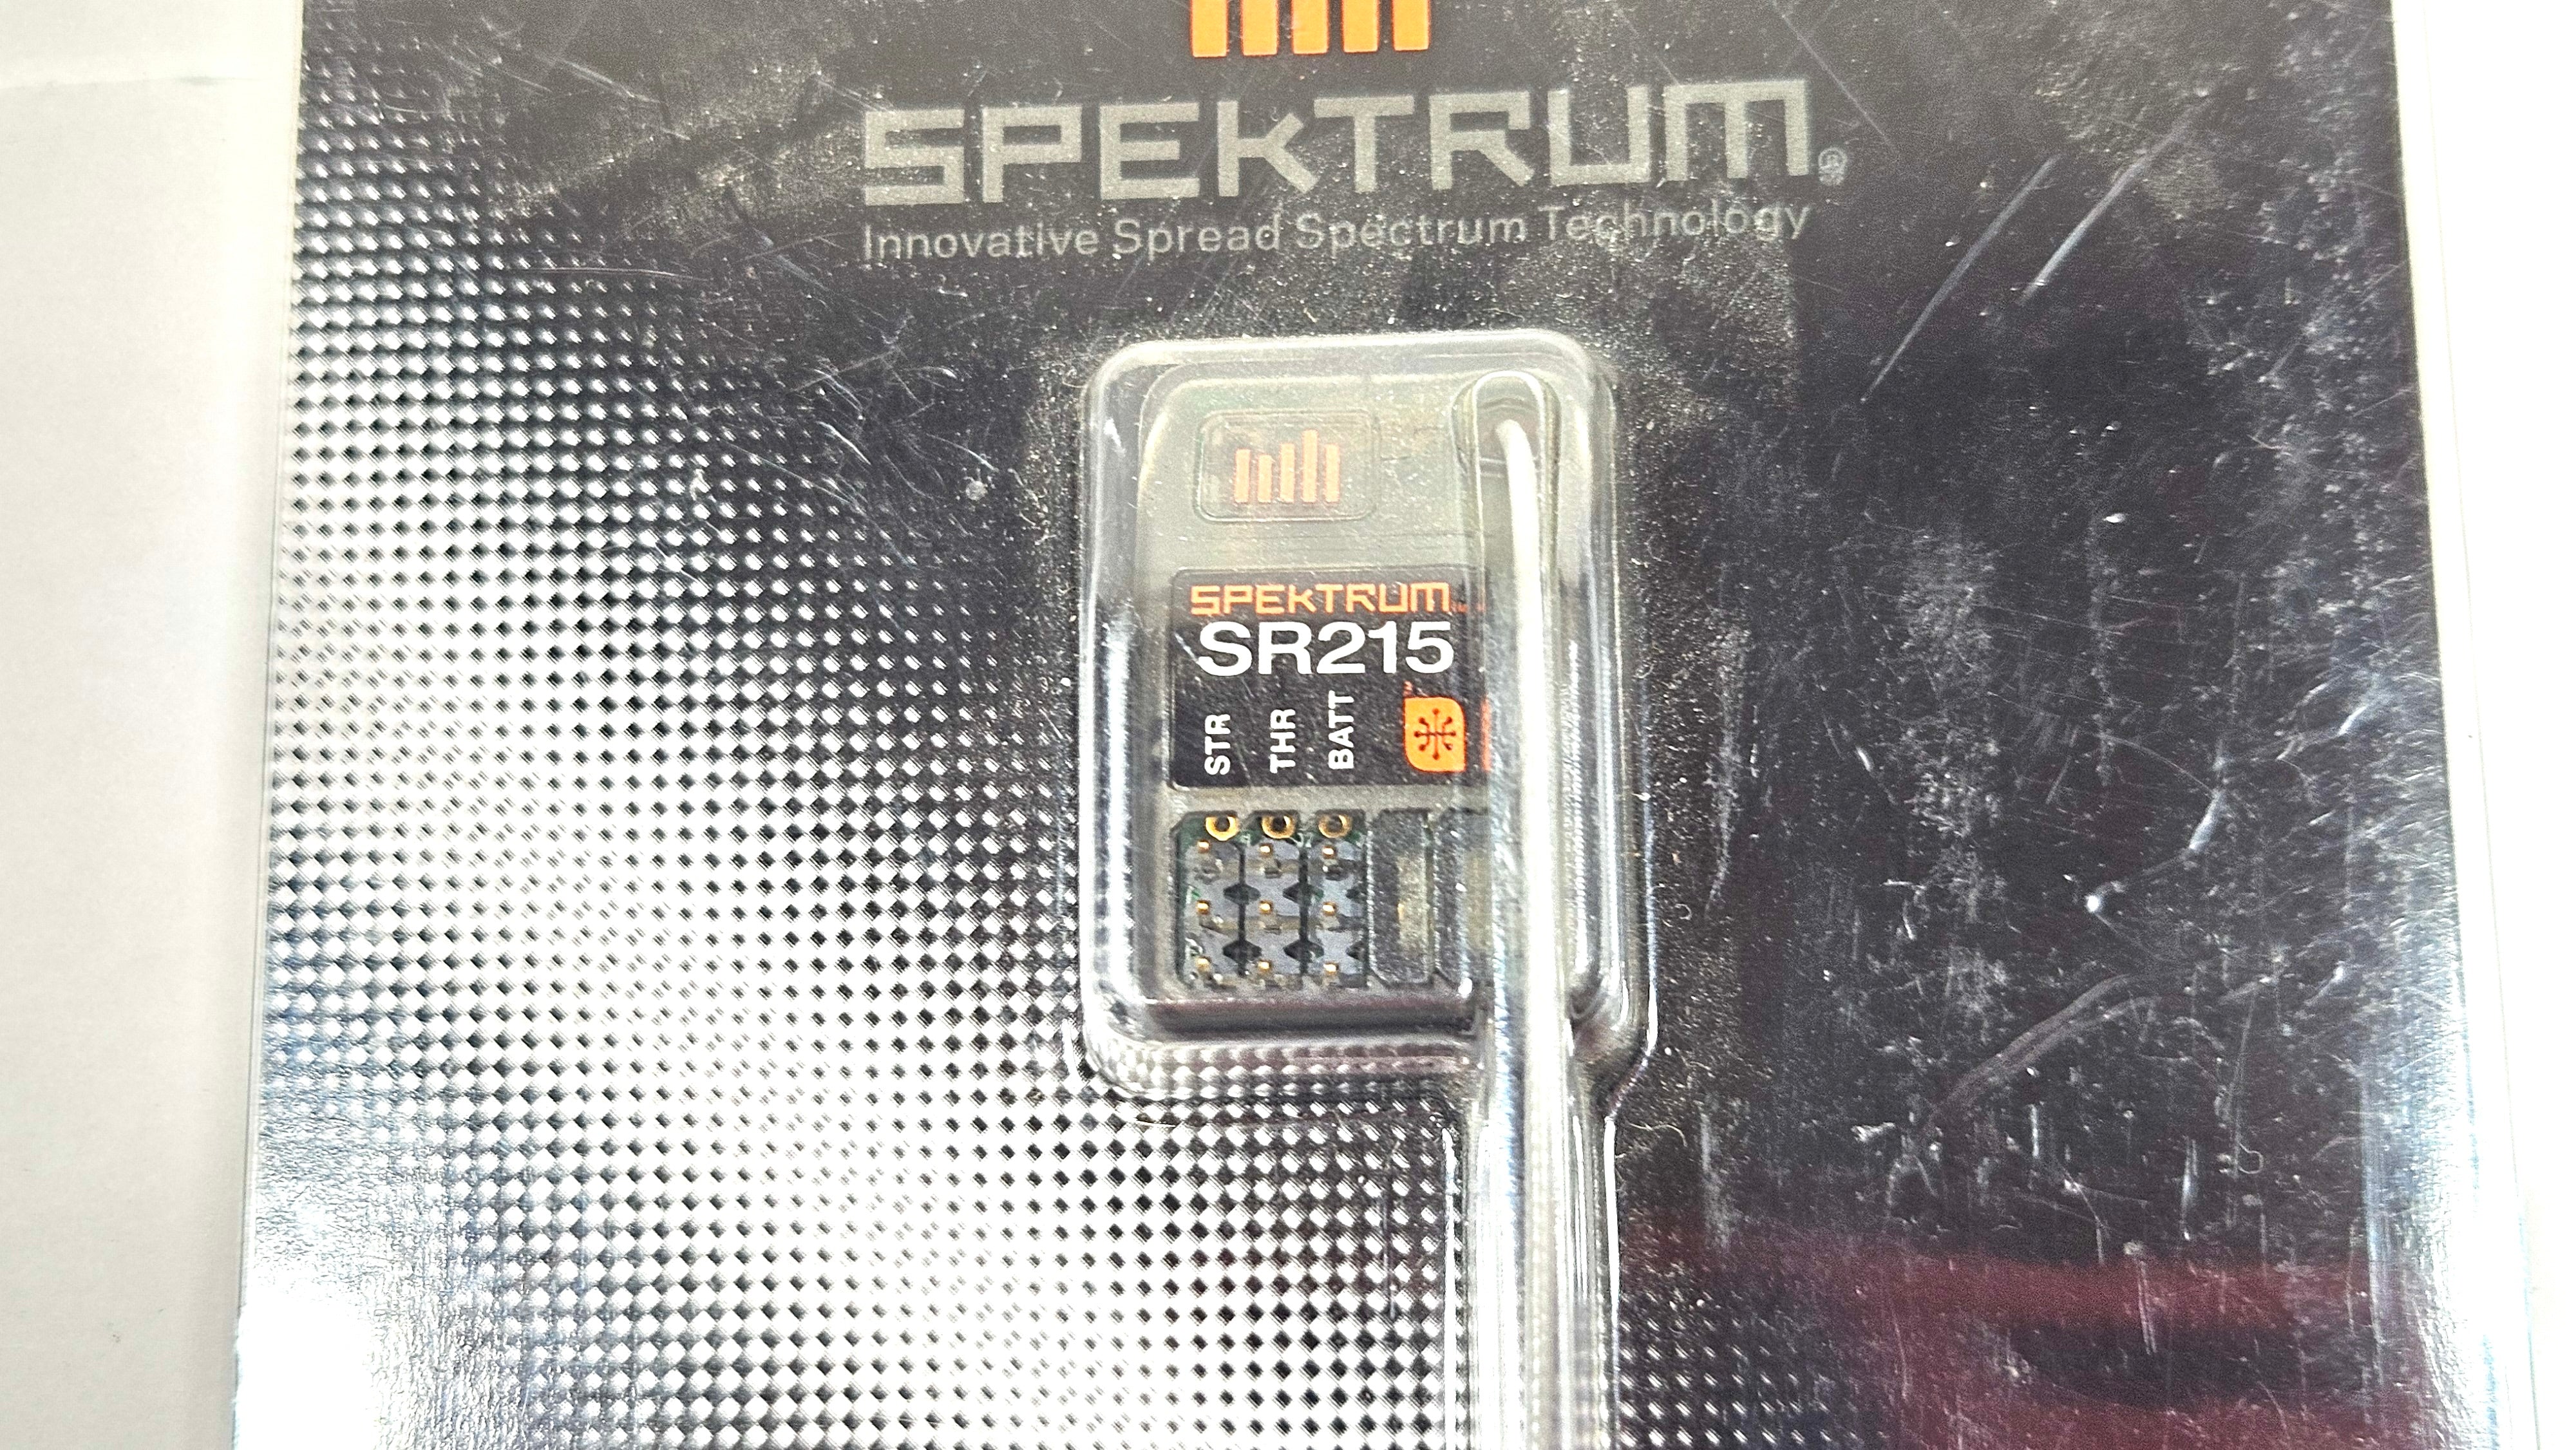 SPEKTRUM®
Innovative Spread Spectrum Technology
SPEKTRUM
SR215
STR
THR
BATT